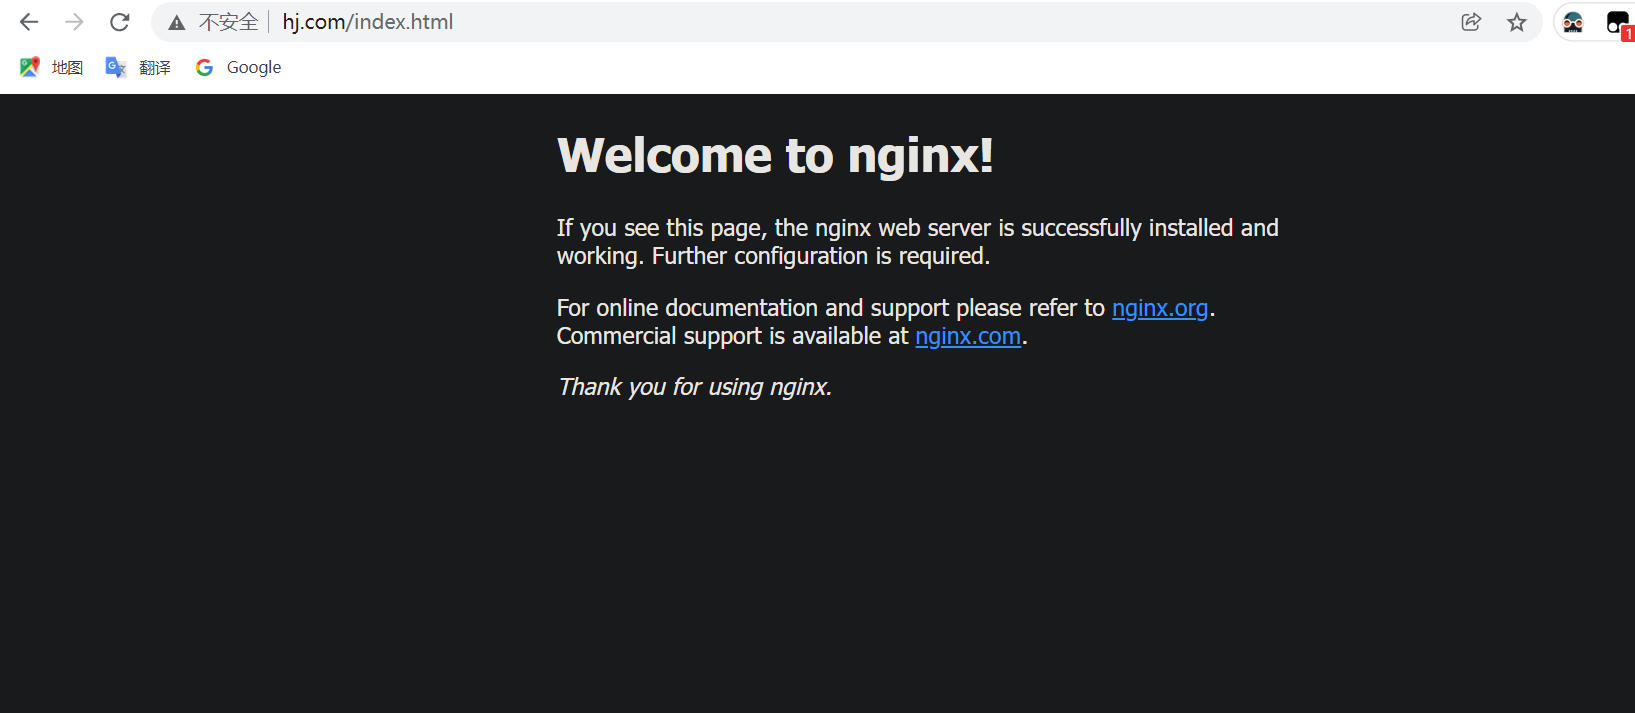 不安全 hj.com/index.html
1
地图 翻译 Google
Welcome to nginx!
If you see this page, the nginx web server is successfully installed and
working. Further configuration is required.
For online documentation and support please refer to nginx.org.
Commercial support is available at nginx.com.
Thank you for using nginx.